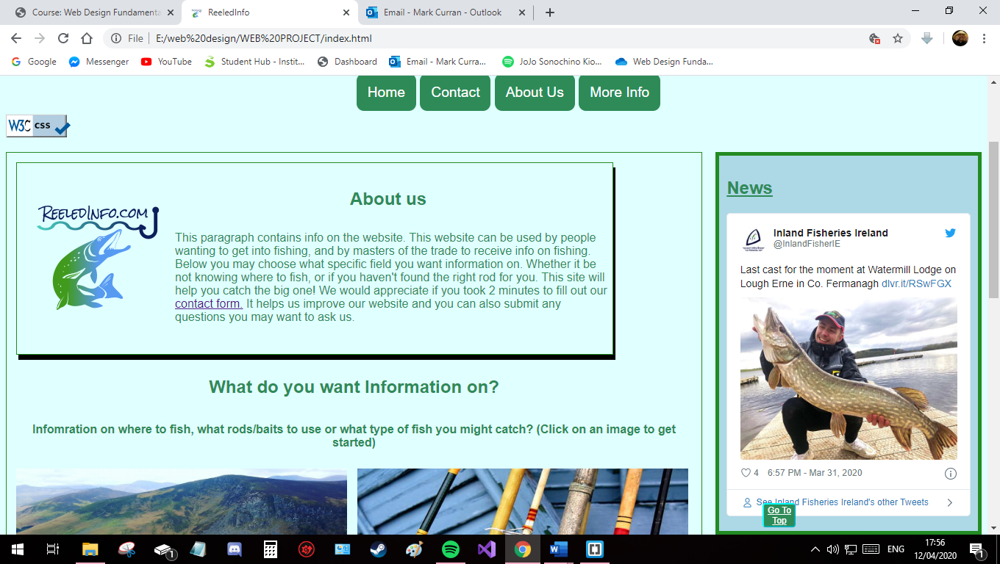 Course: Web Design Fundamenta
ReeledInfo
Email - Mark Curran - Outlook
File
E:/web%20design/WEB%20PROJECT/index.html
Google
Messenger
YouTube
Student Hub - Instit...
Dashboard
Email - Mark Curra...
JoJo Sonochino Kio...
Web Design Funda...
Home
Contact
About Us
More Info
W3C css
REELEDINFO.COM
About us
This paragraph contains info on the website. This website can be used by people
wanting to get into fishing, and by masters of the trade to receive info on fishing.
Below you may choose what specific field you want information on. Whether it be
not knowing where to fish, or if you haven't found the right rod for you. This site will
help you catch the big one! We would appreciate if you took 2 minutes to fill out our
contact form. It helps us improve our website and you can also submit any
questions you may want to ask us.
What do you want Information on?
Infomration on where to fish, what rods/baits to use or what type of fish you might catch? (Click on an image to get
started)
News
Inland Fisheries Ireland
@InlandFisherIE
Last cast for the moment at Watermill Lodge on
Lough Erne in Co. Fermanagh dlvr.it/RSwFGX
4
6:57 PM - Mar 31, 2020
See Inland Fisheries Ireland's other Tweets
Go To
Top
1
ENG
17:56
12/04/2020
1